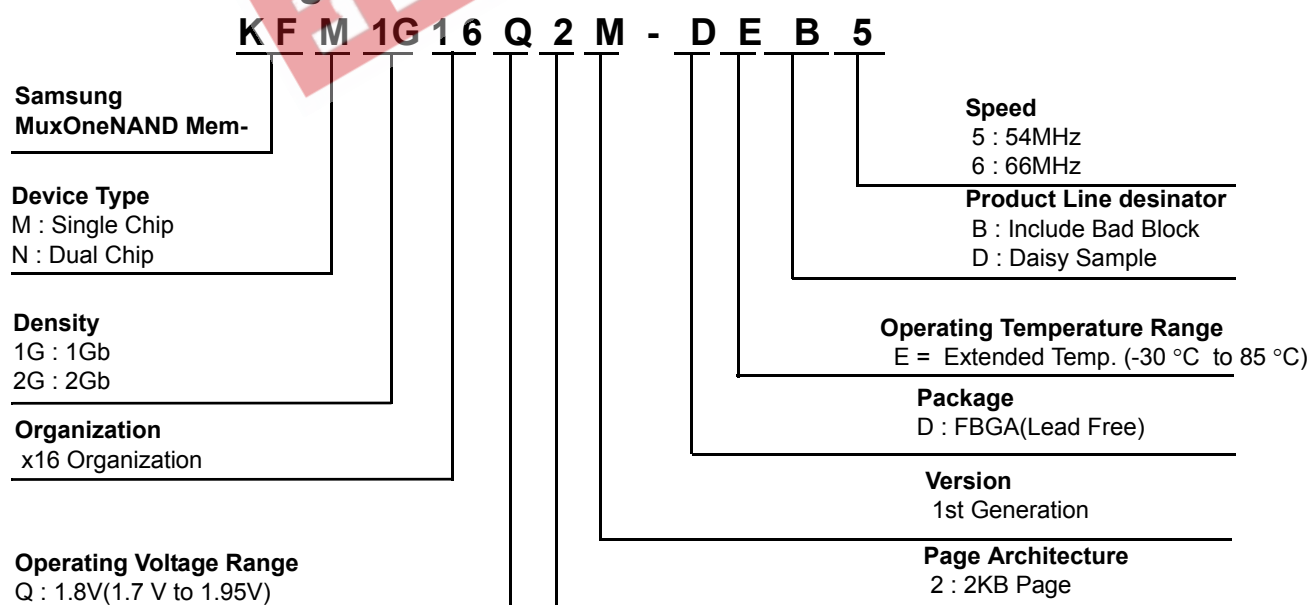 K F M 1G 1 6 Q 2 M - D E B 5
Samsung
MuxOneNAND Mem-
Device Type
M : Single Chip
N : Dual Chip
Density
1G : 1Gb
2G : 2Gb
Organization
x16 Organization
Operating Voltage Range
Q : 1.8V(1.7 V to 1.95V)
Speed
5 : 54MHz
6 : 66MHz
Product Line desinator
B : Include Bad Block
D : Daisy Sample
Operating Temperature Range
E = Extended Temp. (-30 °C to 85 °C)
Package
D : FBGA(Lead Free)
Version
1st Generation
Page Architecture
2 : 2KB Page